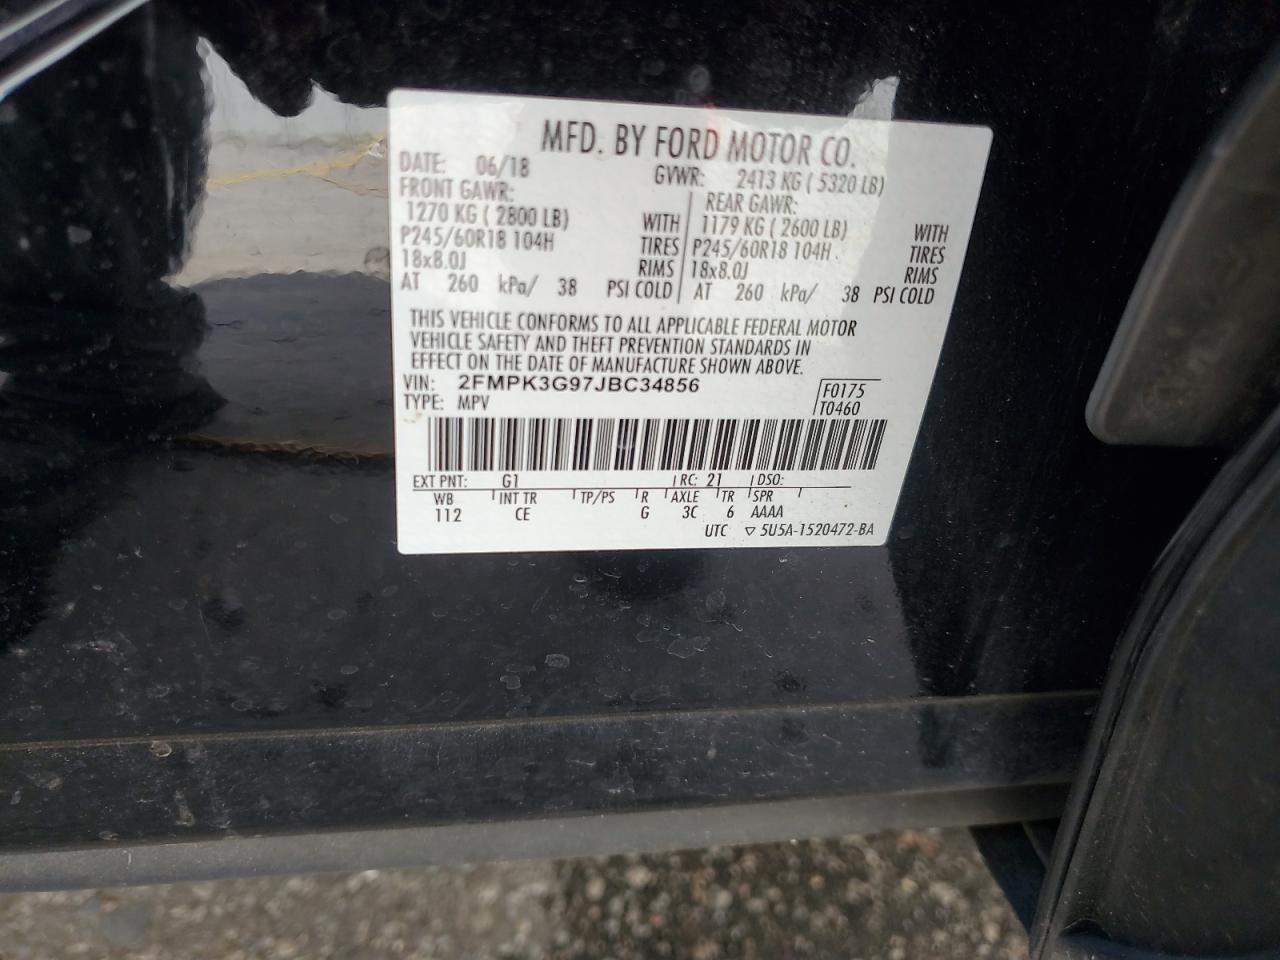 MFD. BY FORD MOTOR CO.
DATE: 06/18 GVWR: 2413 KG ( 5320 LB)
FRONT GAWR: REAR GAWR:
1270 KG ( 2800 LB) WITH 1179 KG ( 2600 LB) WITH
P245/60R18 104H TIRES P245/60R18 104H TIRES
18x8.0J RIMS 18x8.0J RIMS
AT 260 kPa/ 38 PSI COLD AT 260 kPa/ 38 PSI COLD
THIS VEHICLE CONFORMS TO ALL APPLICABLE FEDERAL MOTOR
VEHICLE SAFETY AND THEFT PREVENTION STANDARDS IN
EFFECT ON THE DATE OF MANUFACTURE SHOWN ABOVE.
VIN: 2FMPK3G97JBC34856 F0175
TYPE: MPV T0460
EXT PNT: G1 RC: 21 DSO:
WB INT TR TP/PS R AXLE TR SPR
112 CE G 3C 6 AAAA
UTC ▽ 5U5A-1520472-BA